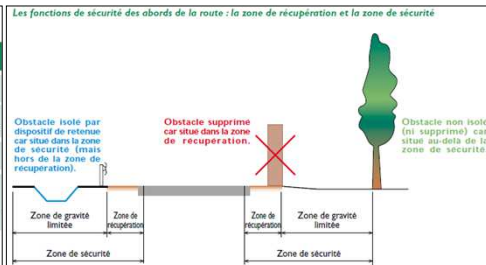 Les fonctions de sécurité des abords de la route : la zone de récupération et la zone de sécurité
Obstacle isolé par
dispositif de retenue
car situé dans la zone
de sécurité (mais
hors de la zone de
récupération).
Obstacle supprimé
car situé dans la zone
de récupération.
Obstacle non isolé
(ni supprimé) car
situé au-delà de la
zone de sécurité
Zone de gravité
limitée
Zone de
récupération
Zone de
récupération
Zone de gravité
limitée
Zone de sécurité
Zone de sécurité